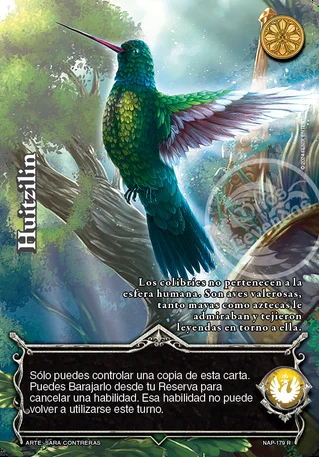 Huitzilin
Los colibríes no pertenecen a la
esfera humana. Son aves valerosas,
tanto mayas como aztecas le
admiraban y tejieron
leyendas en torno a ella.
Sólo puedes controlar una copia de esta carta.
Puedes Barajarlo desde tu Reserva para
cancelar una habilidad. Esa habilidad no puede
volver a utilizarse este turno.
ARTE- SARA CONTRERAS
NAP-179 R